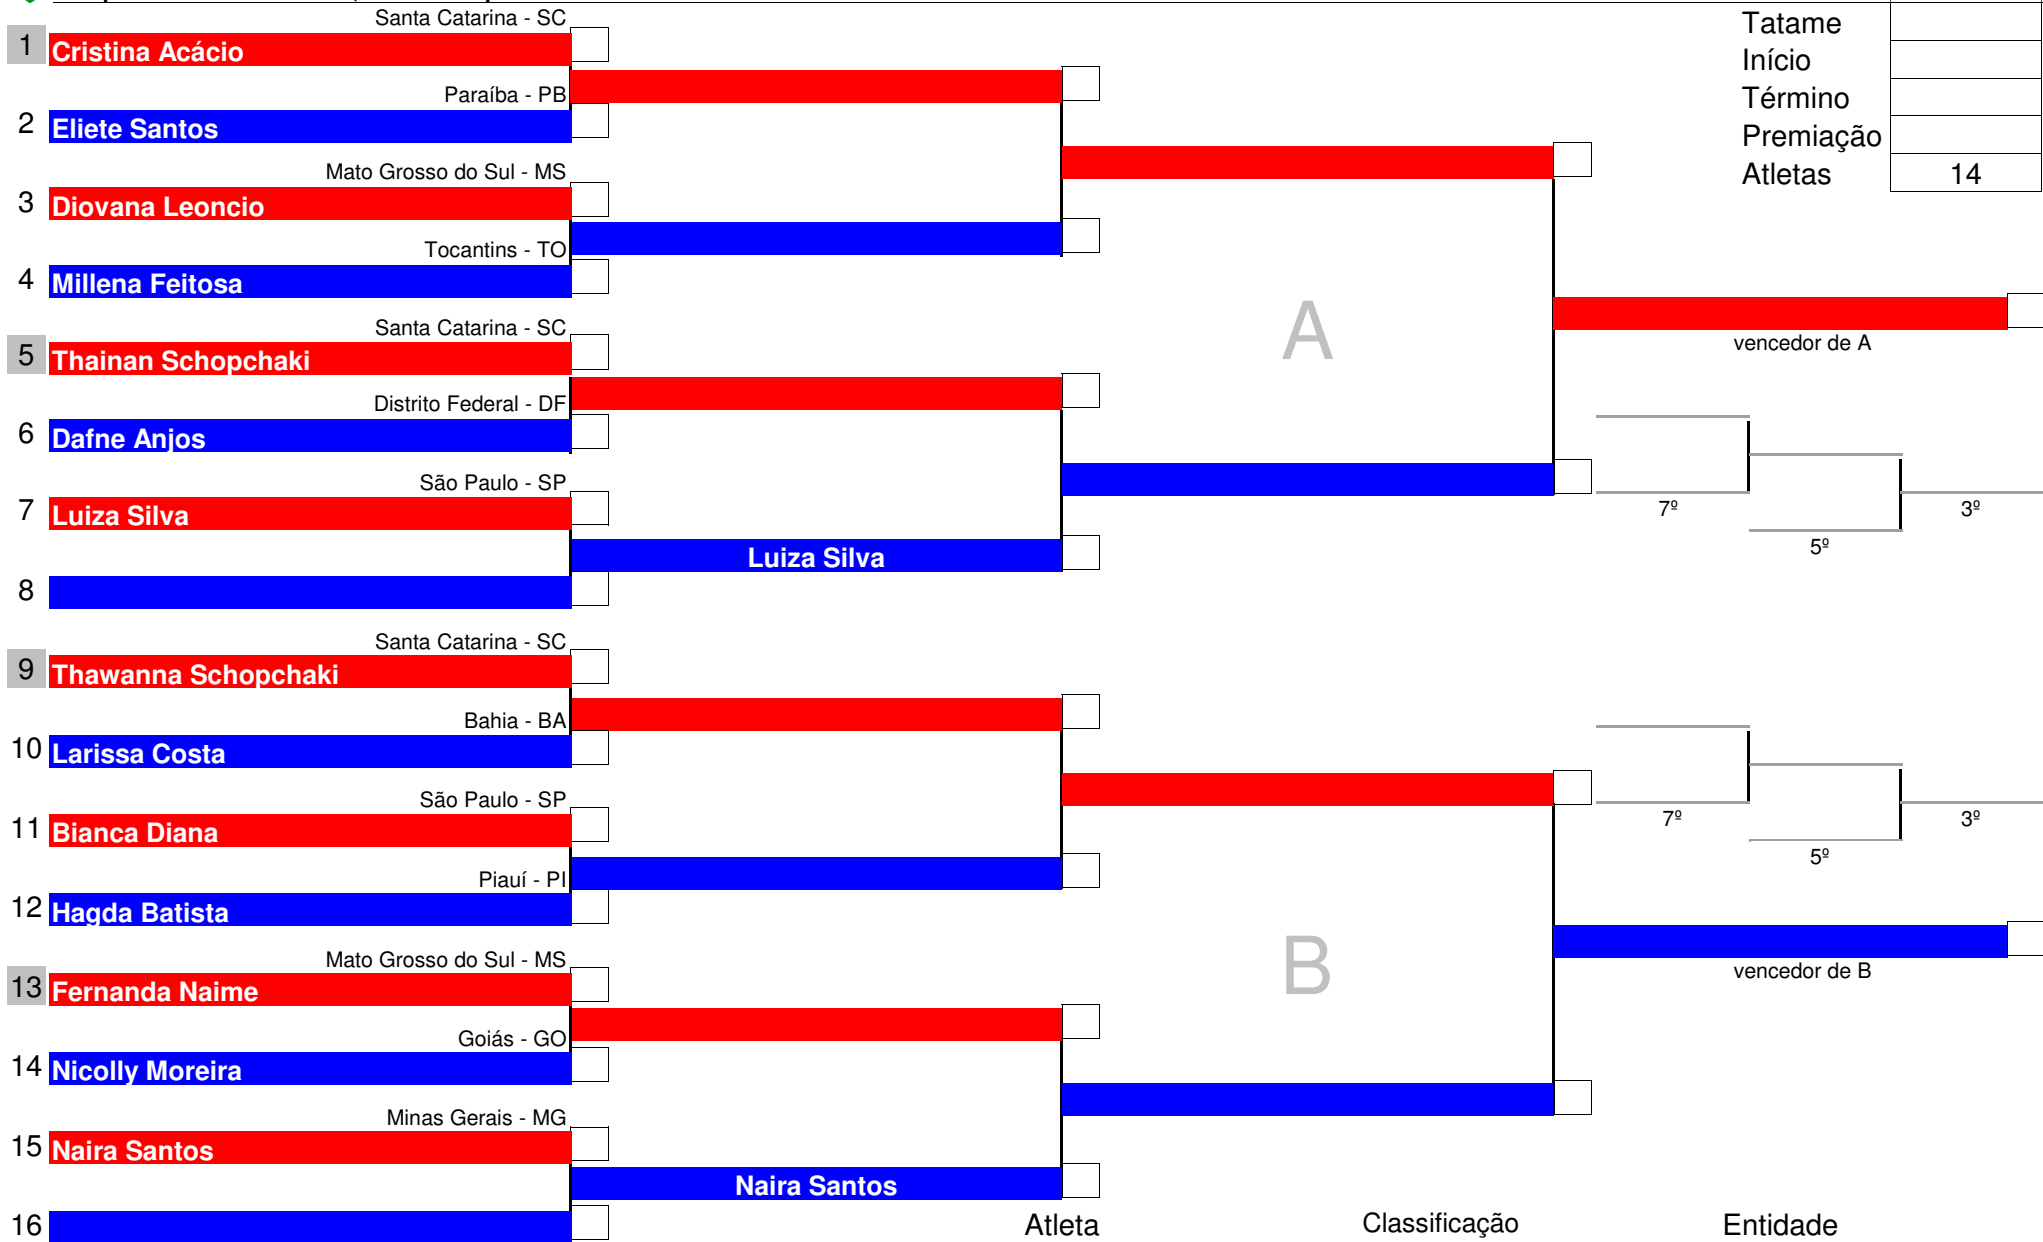 Santa Catarina - SC
1 Cristina Acácio
Paraíba - PB
2 Eliete Santos
Mato Grosso do Sul - MS
3 Diovana Leoncio
Tocantins - TO
4 Millena Feitosa
Santa Catarina - SC
5 Thainan Schopchaki
Distrito Federal - DF
6 Dafne Anjos
São Paulo - SP
7 Luiza Silva
Luiza Silva
8
Santa Catarina - SC
9 Thawanna Schopchaki
Bahia - BA
10 Larissa Costa
São Paulo - SP
11 Bianca Diana
Piauí - PI
12 Hagda Batista
Mato Grosso do Sul - MS
13 Fernanda Naime
Goiás - GO
14 Nicolly Moreira
Minas Gerais - MG
15 Naira Santos
Naira Santos
16
A
B
Tatame
Início
Término
Premiação
Atletas 14
vencedor de A
7º
3º
5º
7º
3º
5º
vencedor de B
Atleta Classificação Entidade